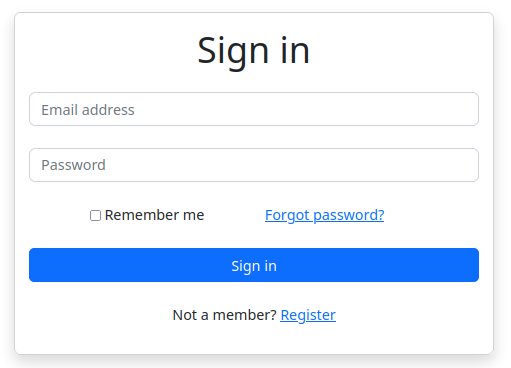 Sign in
Email address
Password
Remember me Forgot password?
Sign in
Not a member? Register